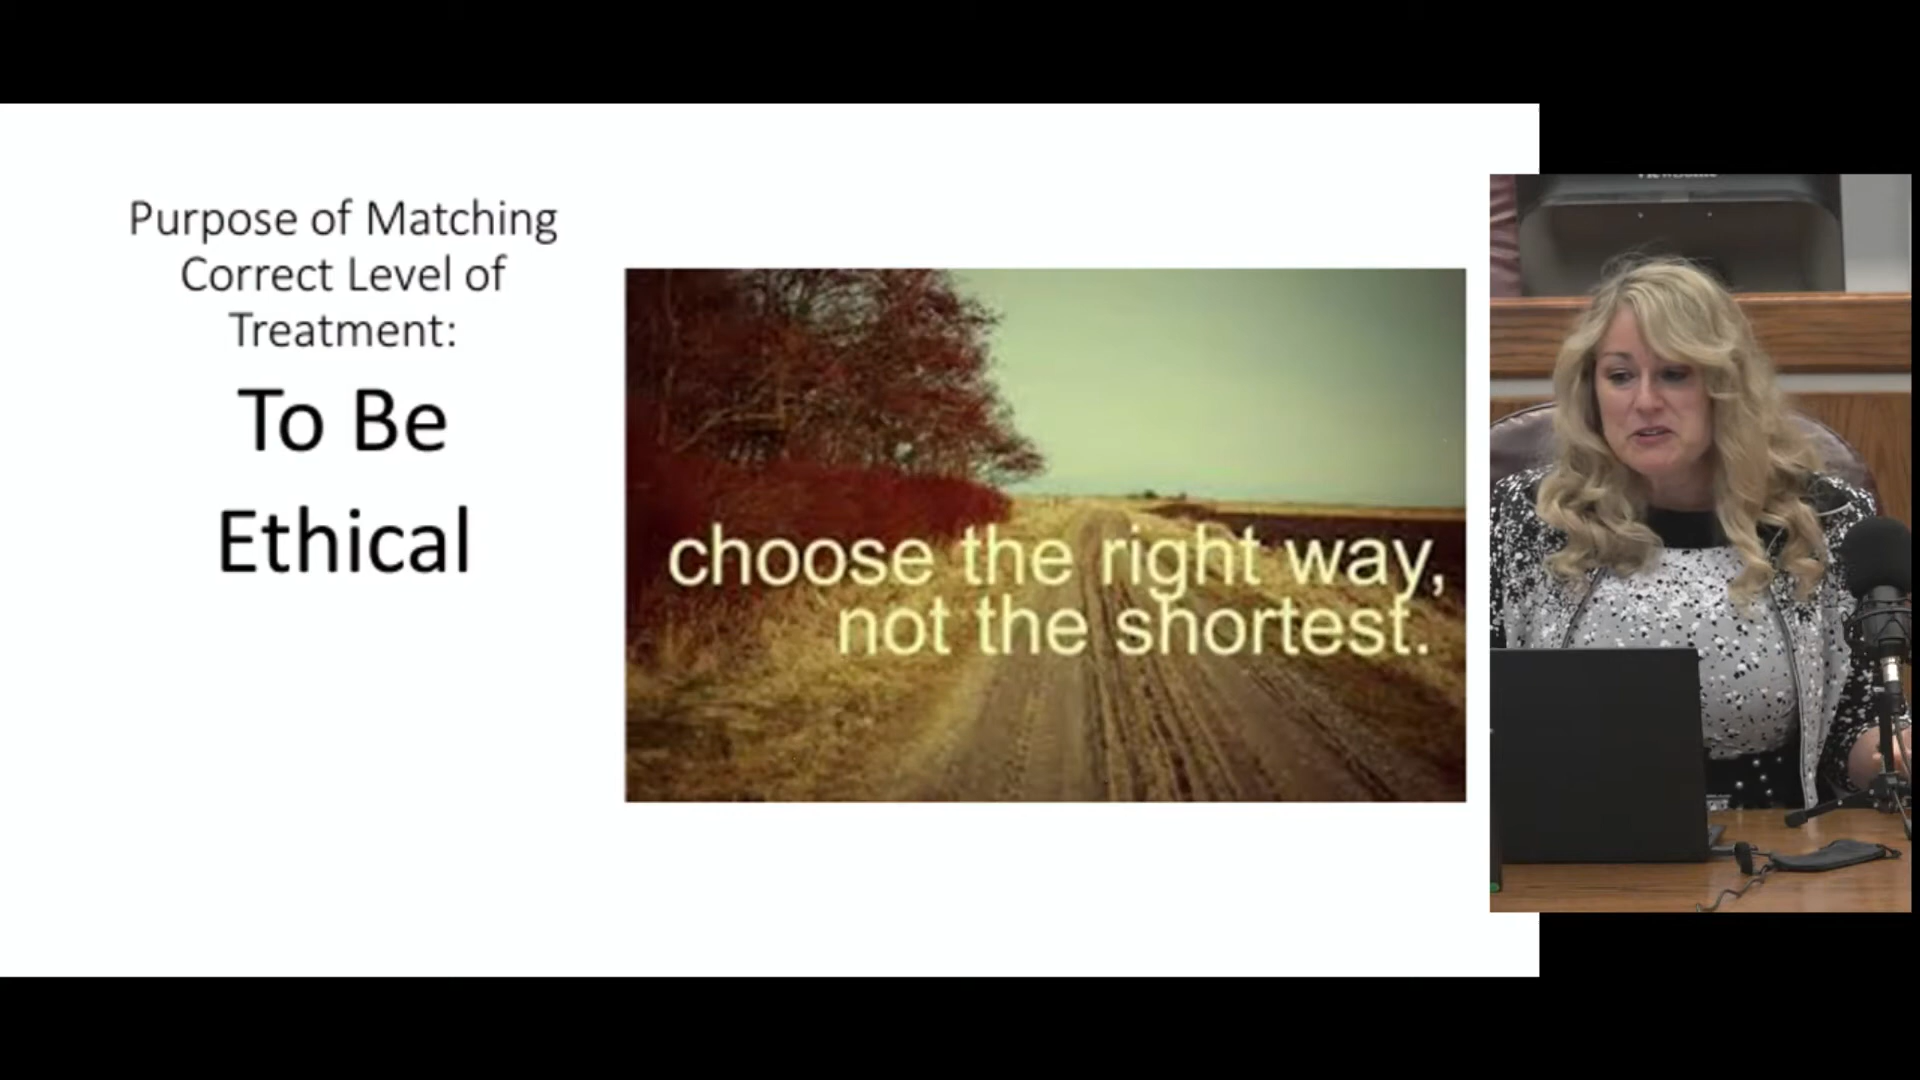 Purpose of Matching
Correct Level of
Treatment:
To Be
Ethical
choose the right way,
not the shortest.